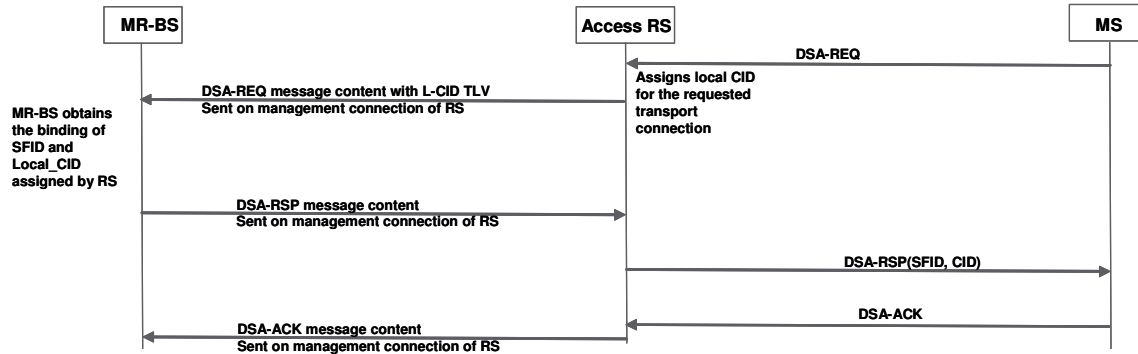 MR-BS
Access RS
MS
DSA-REQ
Assigns local CID
for the requested
transport
connection
DSA-REQ message content with L-CID TLV
Sent on management connection of RS
MR-BS obtains
the binding of
SFID and
Local_CID
assigned by RS
DSA-RSP message content
Sent on management connection of RS
DSA-RSP(SFID, CID)
DSA-ACK
DSA-ACK message content
Sent on management connection of RS